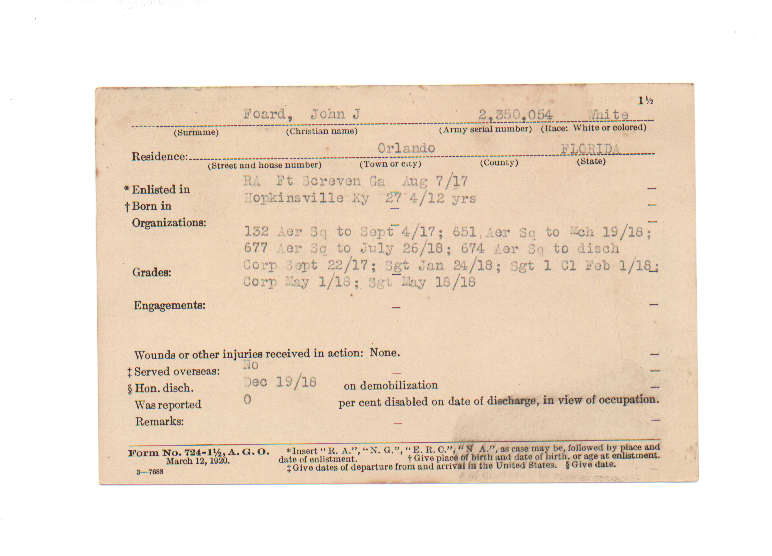 1½
Foard, John J 2,350,054 White
(Surname) (Christian name) (Army serial number) (Race: White or colored)
Residence: Orlando FLORIDA
(Street and house number) (Town or city) (County) (State)
*Enlisted in RA Ft Screven Ga Aug 7/17 —
†Born in Hopkinsville Ky 27 4/12 yrs —
Organizations: —
132 Aer Sq to Sept 4/17; 651 Aer Sq to Mch 19/18;
677 Aer Sq to July 26/18; 674 Aer Sq to disch
Grades: Corp Sept 22/17; Sgt Jan 24/18; Sgt 1 Cl Feb 1/18;
Corp May 1/18; Sgt May 18/18
Engagements: — —
Wounds or other injuries received in action: None. —
‡Served overseas: No — —
§Hon. disch. Dec 19/18 on demobilization —
Was reported 0 per cent disabled on date of discharge, in view of occupation.
Remarks: — —
Form No. 724-1½, A. G. O. *Insert "R. A.", "N. G.", "E. R. C.", "N. A.", as case may be, followed by place and
March 12, 1920. date of enlistment. †Give place of birth and date of birth, or age at enlistment.
3—7688 ‡Give dates of departure from and arrival in the United States. §Give date.